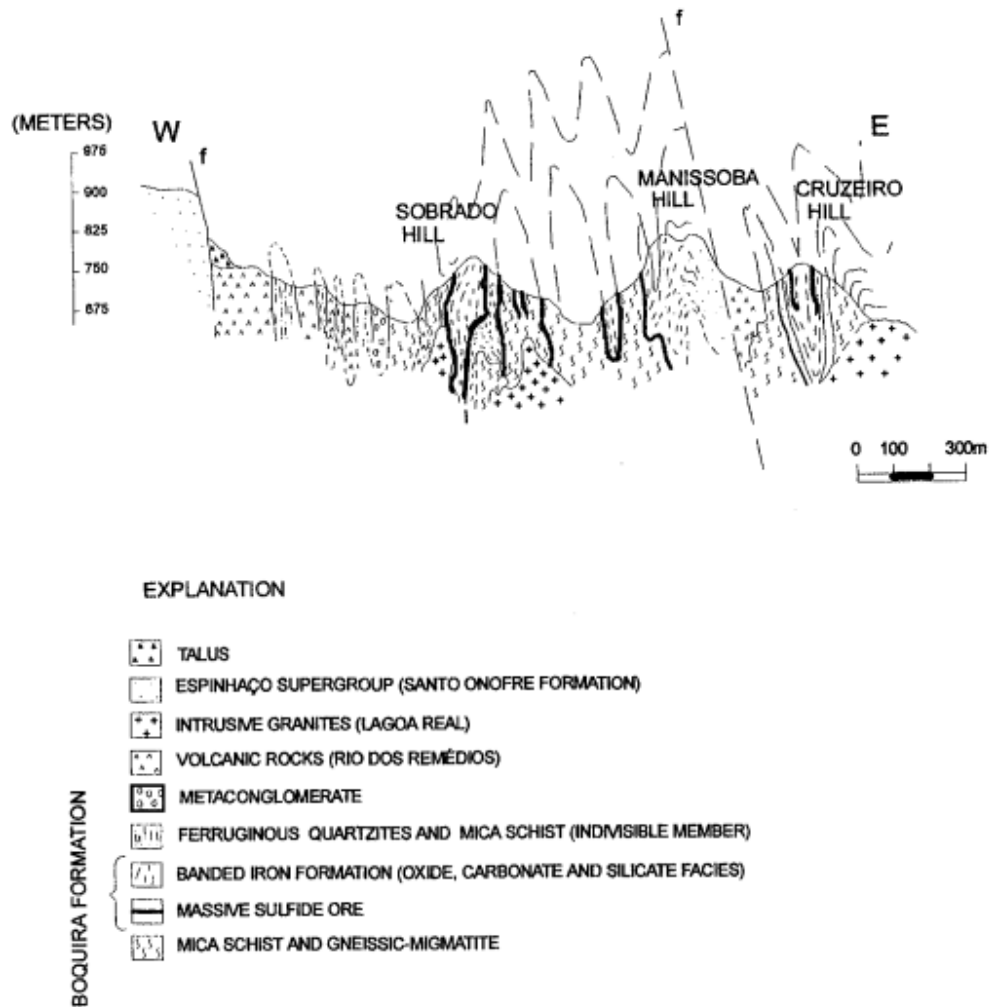 f
(METERS)
W
E
f
975
900
825
750
675
SOBRADO
HILL
MANISSOBA
HILL
CRUZEIRO
HILL
0 100 300m
EXPLANATION
TALUS
ESPINHAÇO SUPERGROUP (SANTO ONOFRE FORMATION)
INTRUSIVE GRANITES (LAGOA REAL)
VOLCANIC ROCKS (RIO DOS REMÉDIOS)
METACONGLOMERATE
FERRUGINOUS QUARTZITES AND MICA SCHIST (INDIVISIBLE MEMBER)
BOQUIRA FORMATION
BANDED IRON FORMATION (OXIDE, CARBONATE AND SILICATE FACIES)
MASSIVE SULFIDE ORE
MICA SCHIST AND GNEISSIC-MIGMATITE